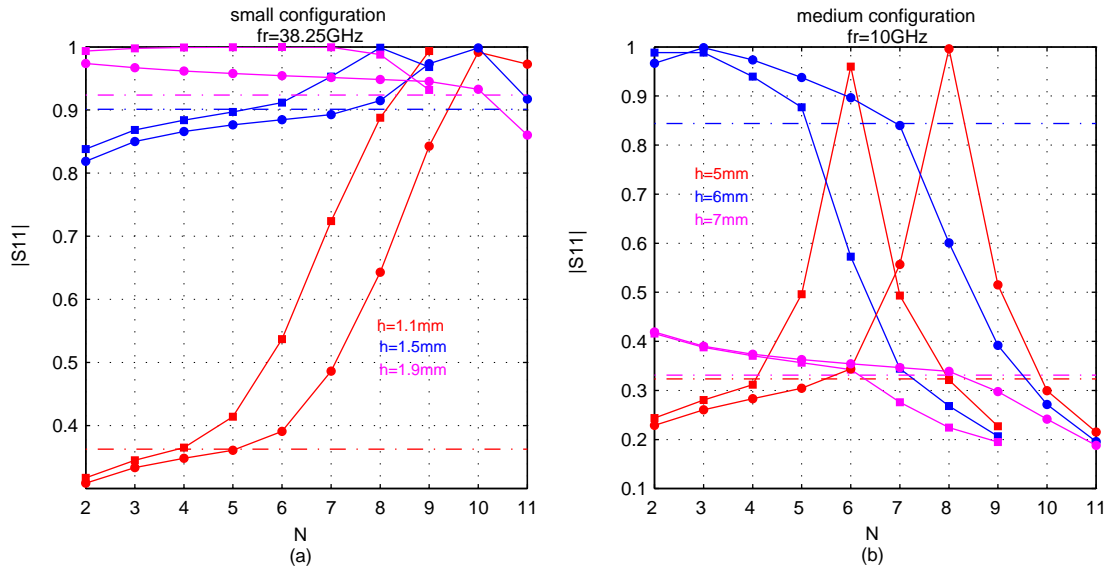 small configuration
fr=38.25GHz
1
0.9
0.8
0.7
0.6
0.5
0.4
|S11|
h=1.1mm
h=1.5mm
h=1.9mm
2 3 4 5 6 7 8 9 10 11
N
(a)
medium configuration
fr=10GHz
1
0.9
0.8
0.7
0.6
0.5
0.4
0.3
0.2
0.1
|S11|
h=5mm
h=6mm
h=7mm
2 3 4 5 6 7 8 9 10 11
N
(b)